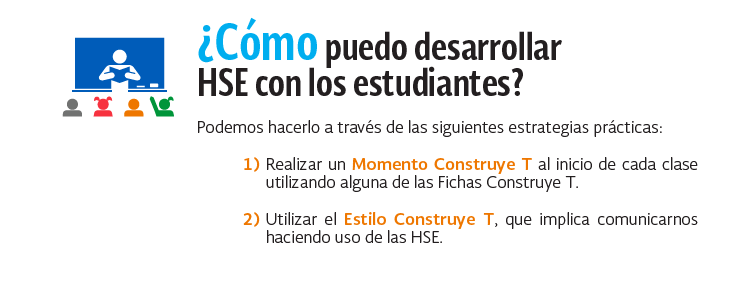 ¿Cómo puedo desarrollar
HSE con los estudiantes?
Podemos hacerlo a través de las siguientes estrategias prácticas:
1) Realizar un Momento Construye T al inicio de cada clase
utilizando alguna de las Fichas Construye T.
2) Utilizar el Estilo Construye T, que implica comunicarnos
haciendo uso de las HSE.